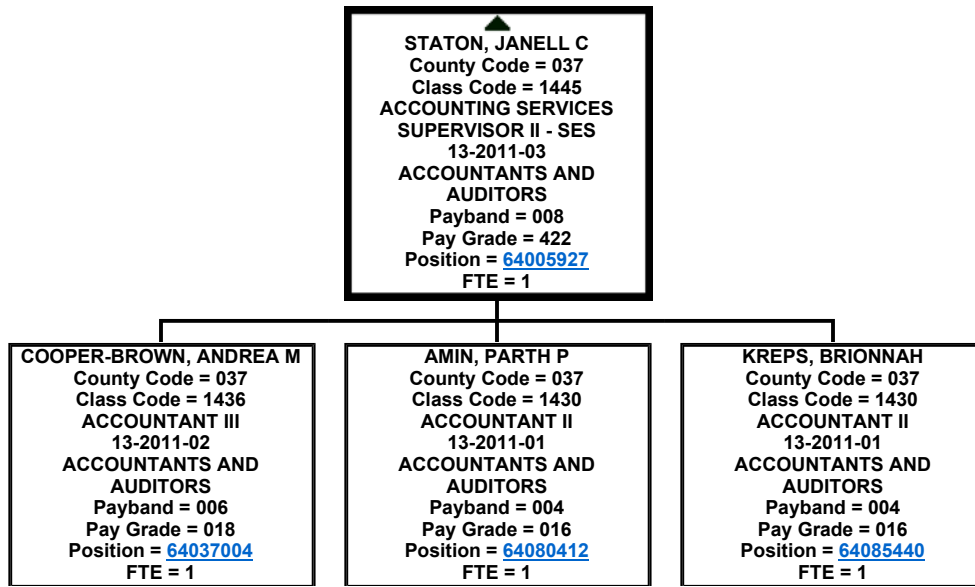 STATON, JANELL C
County Code = 037
Class Code = 1445
ACCOUNTING SERVICES
SUPERVISOR II - SES
13-2011-03
ACCOUNTANTS AND
AUDITORS
Payband = 008
Pay Grade = 422
Position = 64005927
FTE = 1
COOPER-BROWN, ANDREA M
County Code = 037
Class Code = 1436
ACCOUNTANT III
13-2011-02
ACCOUNTANTS AND
AUDITORS
Payband = 006
Pay Grade = 018
Position = 64037004
FTE = 1
AMIN, PARTH P
County Code = 037
Class Code = 1430
ACCOUNTANT II
13-2011-01
ACCOUNTANTS AND
AUDITORS
Payband = 004
Pay Grade = 016
Position = 64080412
FTE = 1
KREPS, BRIONNAH
County Code = 037
Class Code = 1430
ACCOUNTANT II
13-2011-01
ACCOUNTANTS AND
AUDITORS
Payband = 004
Pay Grade = 016
Position = 64085440
FTE = 1